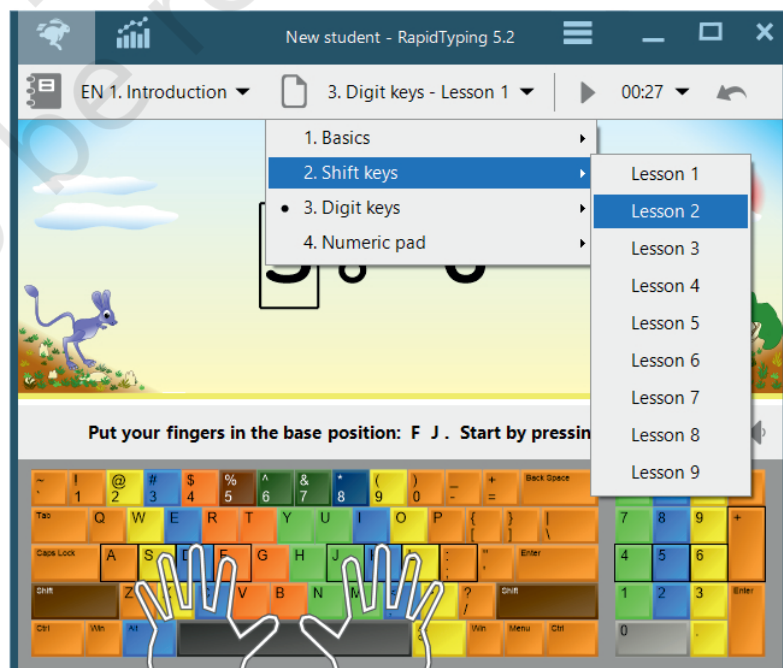 New student - RapidTyping 5.2
EN 1. Introduction
3. Digit keys - Lesson 1
00:27
1. Basics
2. Shift keys
• 3. Digit keys
4. Numeric pad
Lesson 1
Lesson 2
Lesson 3
Lesson 4
Lesson 5
Lesson 6
Lesson 7
Lesson 8
Lesson 9
Put your fingers in the base position: F J . Start by pressin
~ ` ! 1 @ 2 # 3 $ 4 % 5 ^ 6 & 7 * 8 ( 9 ) 0 _ - + = Back Space
Tab Q W E R T Y U I O P { [ } ] | \
Caps Lock A S D F G H J : ; " ' Enter
Shift Z V B N M ? / Shift
Ctrl Win Alt Win Menu Ctrl
7 8 9 +
4 5 6
1 2 3 Enter
0 .